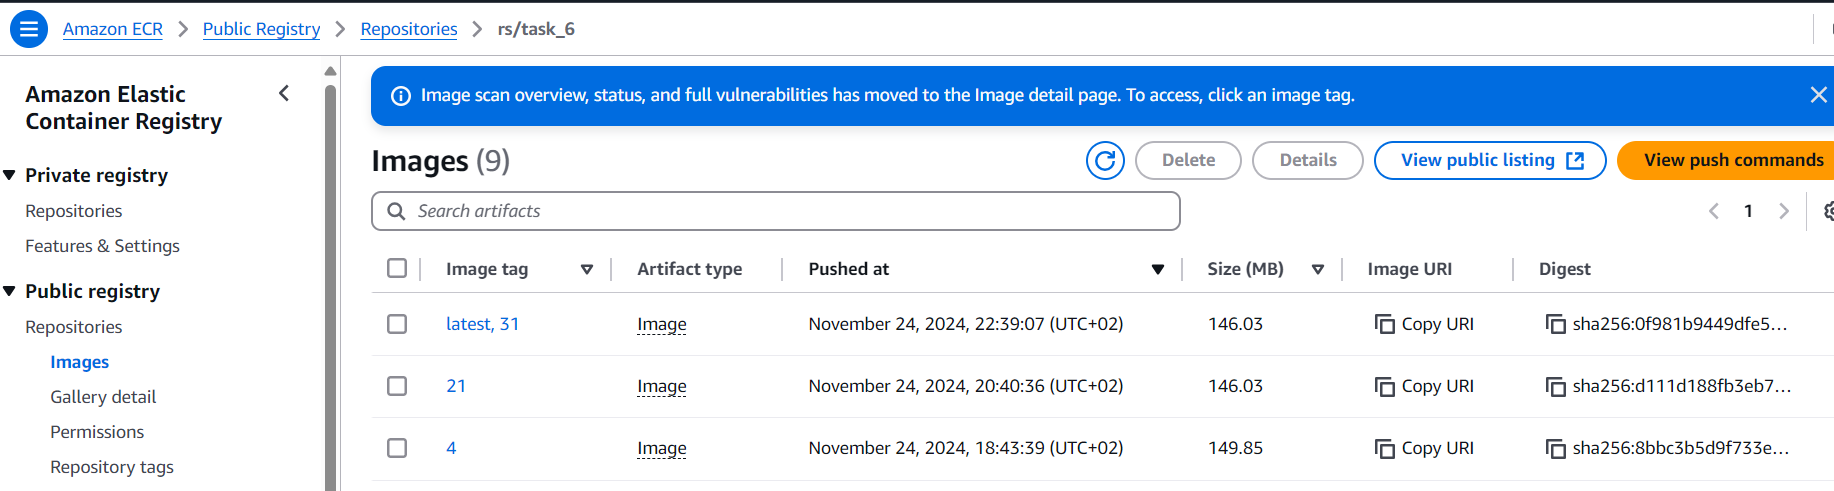 Amazon ECR > Public Registry > Repositories > rs/task_6
Amazon Elastic
Container Registry
Private registry
Repositories
Features & Settings
Public registry
Repositories
Images
Gallery detail
Permissions
Repository tags
Image scan overview, status, and full vulnerabilities has moved to the Image detail page. To access, click an image tag.
Images (9)
Delete
Details
View public listing
View push commands
Search artifacts
1
Image tag Artifact type Pushed at Size (MB) Image URI Digest
latest, 31 Image November 24, 2024, 22:39:07 (UTC+02) 146.03 Copy URI sha256:0f981b9449dfe5...
21 Image November 24, 2024, 20:40:36 (UTC+02) 146.03 Copy URI sha256:d111d188fb3eb7...
4 Image November 24, 2024, 18:43:39 (UTC+02) 149.85 Copy URI sha256:8bbc3b5d9f733e...